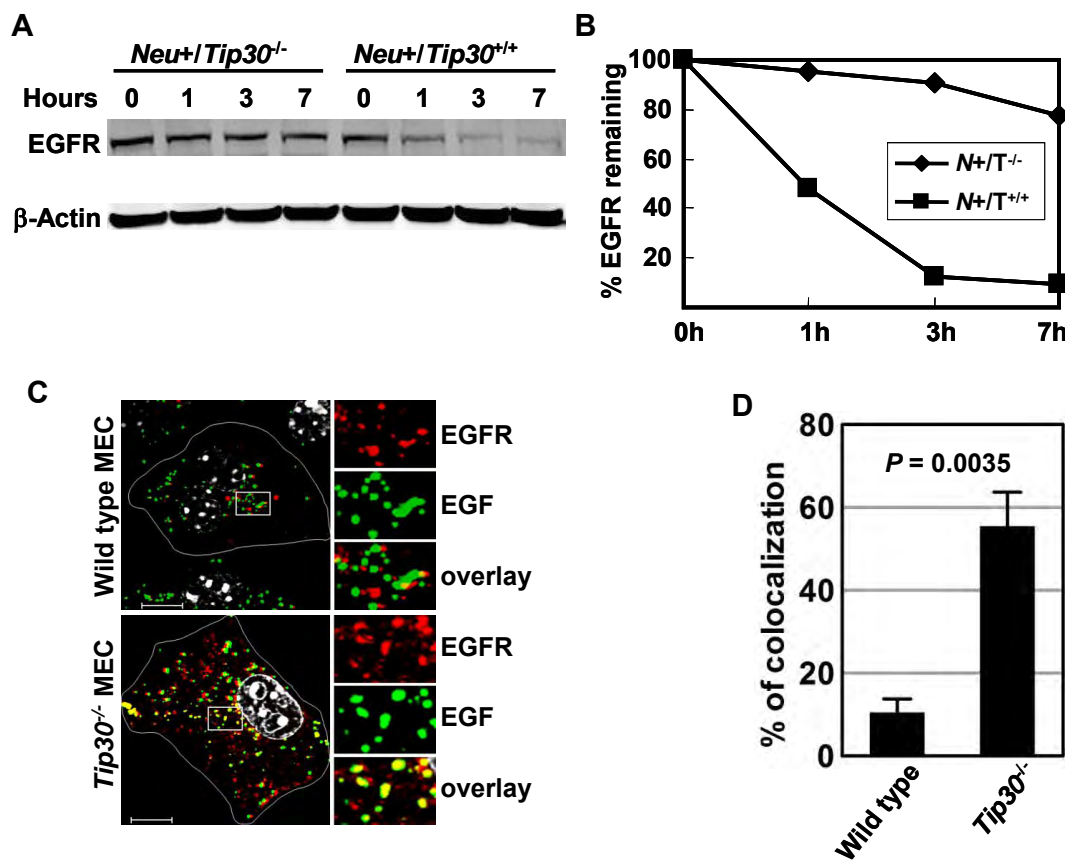 A
Neu+/Tip30-/- Neu+/Tip30+/+
Hours 0 1 3 7 0 1 3 7
EGFR
β-Actin
B
% EGFR remaining
100
80
60
40
20
0h 1h 3h 7h
N+/T-/-
N+/T+/+
C
Wild type MEC
EGFR
EGF
overlay
Tip30-/- MEC
EGFR
EGF
overlay
D
% of colocalization
80
60
40
20
0
P = 0.0035
Wild type
Tip30-/-